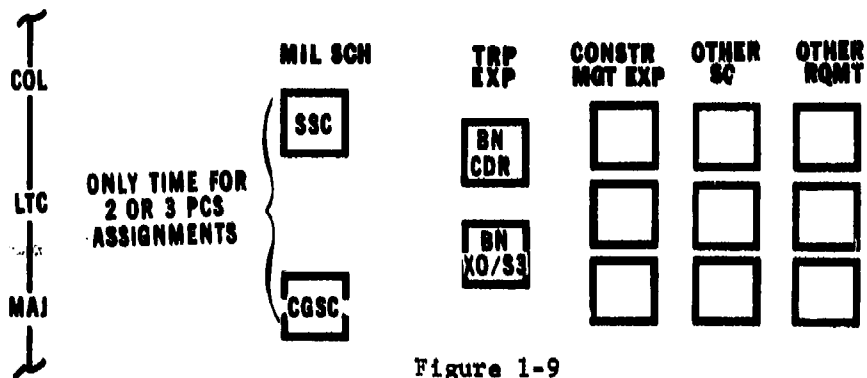 MIL SCH
TRP
EXP
CONSTR
MGT EXP
OTHER
SC
OTHER
RQMT
COL
LTC
MAJ
ONLY TIME FOR
2 OR 3 PCS
ASSIGNMENTS
SSC
CGSC
BN
CDR
BN
XO/S3
Figure 1-9